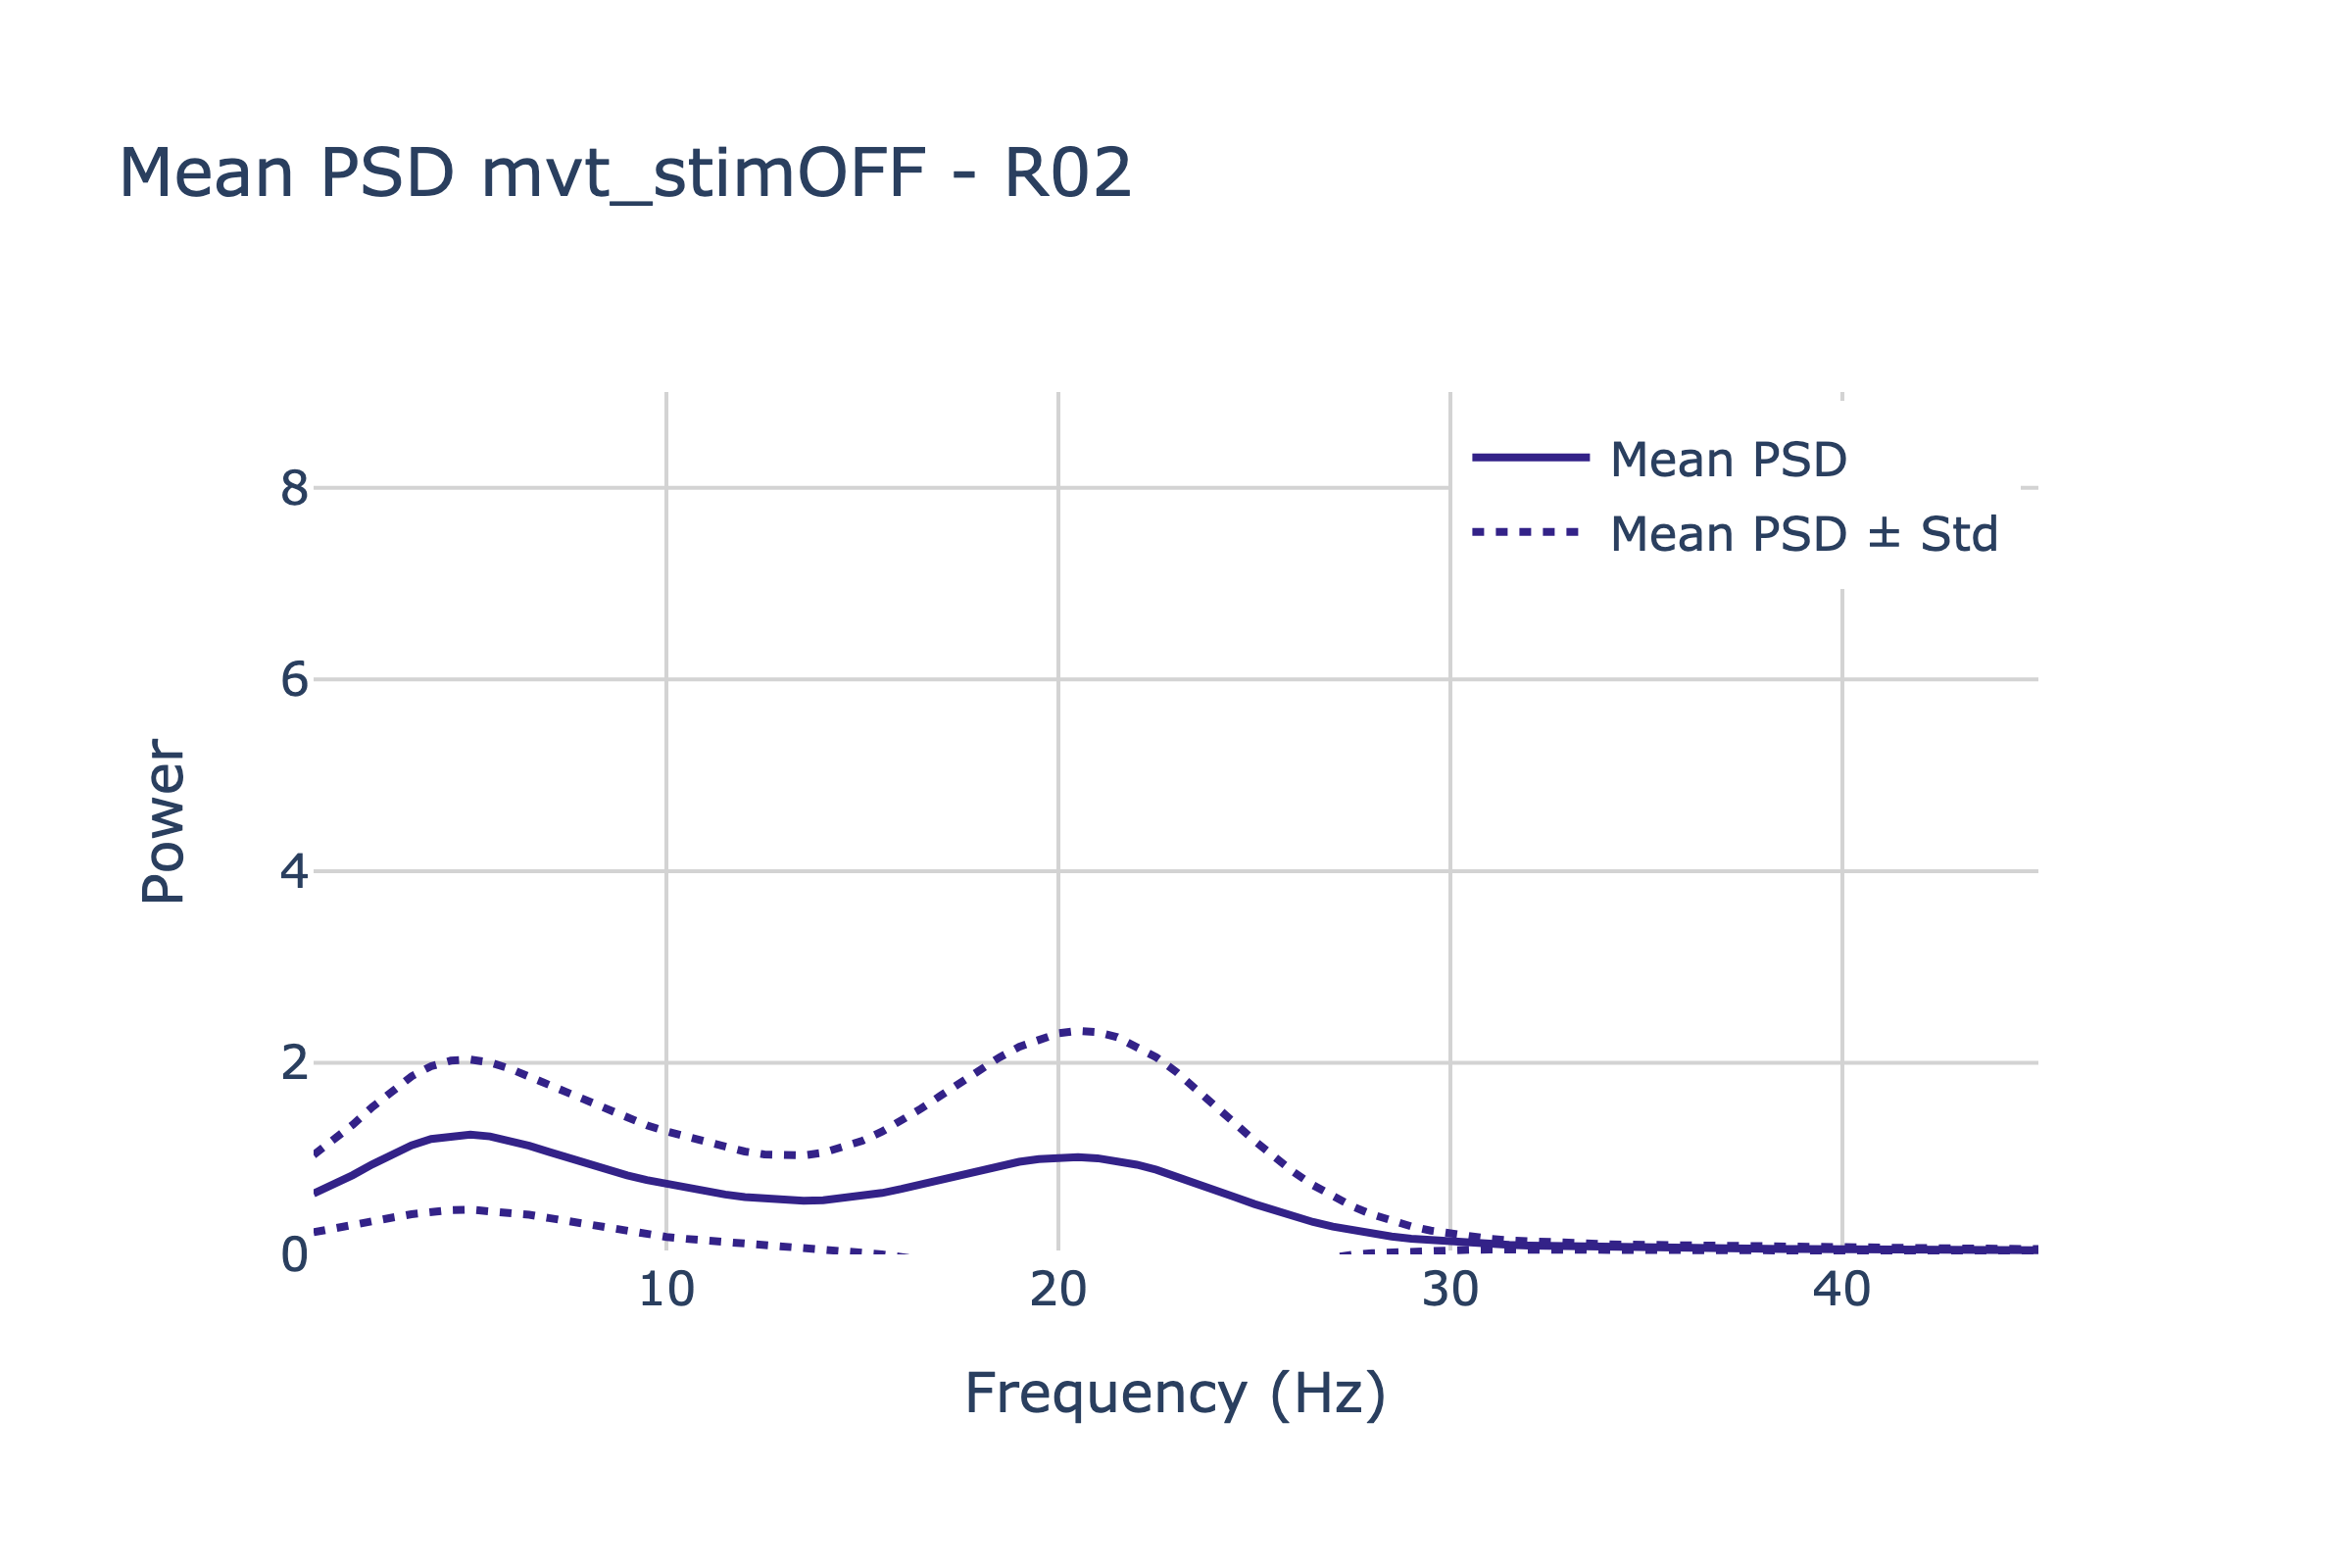 Mean PSD mvt_stimOFF - R02
Mean PSD
Mean PSD ± Std
8
6
4
2
0
Power
10 20 30 40
Frequency (Hz)